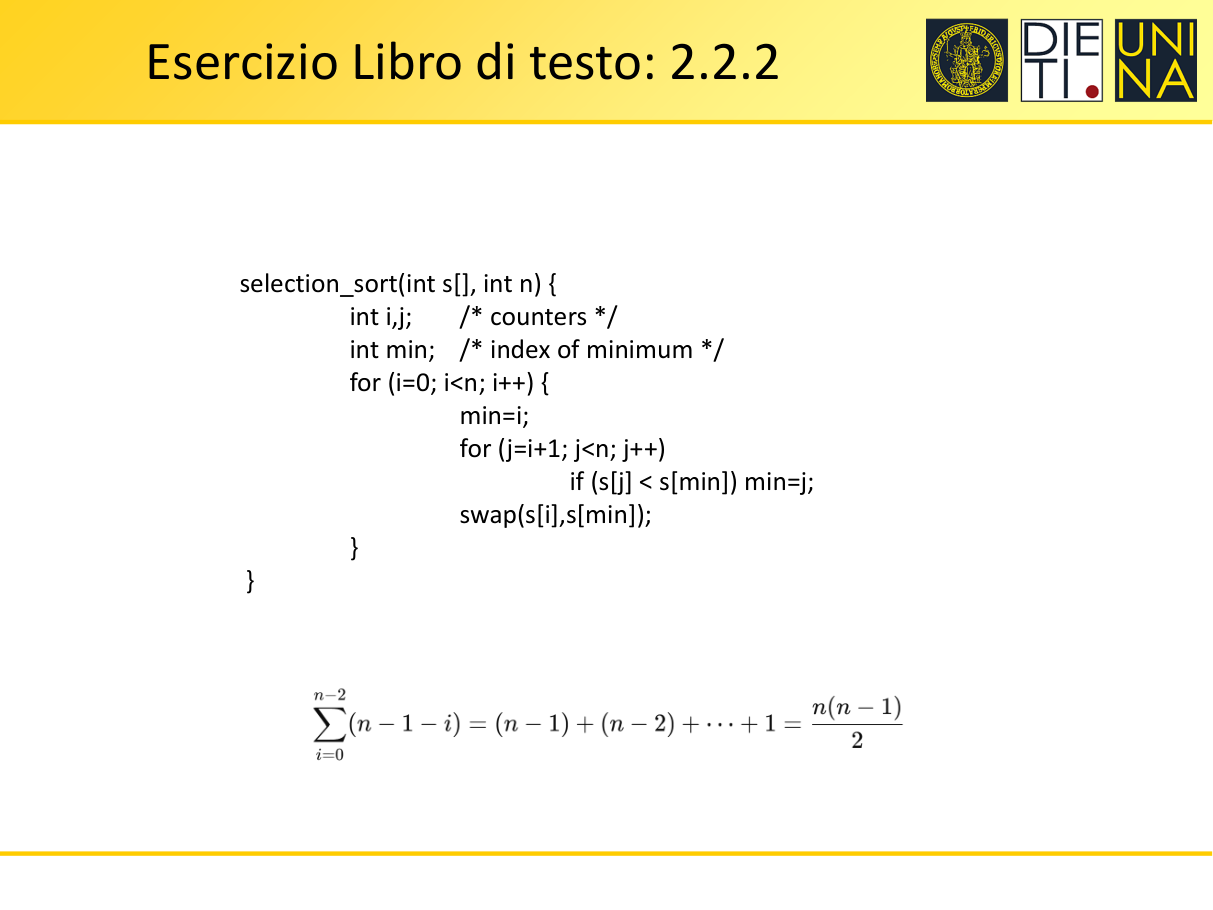 Esercizio Libro di testo: 2.2.2
DIE
TI.
UNI
NA
selection_sort(int s[], int n) {
int i,j; /* counters */
int min; /* index of minimum */
for (i=0; i<n; i++) {
min=i;
for (j=i+1; j<n; j++)
if (s[j] < s[min]) min=j;
swap(s[i],s[min]);
}
}
\sum_{i=0}^{n-2}(n − 1 − i) = (n − 1) + (n − 2) + ⋯ + 1 = \frac{n(n − 1)}{2}